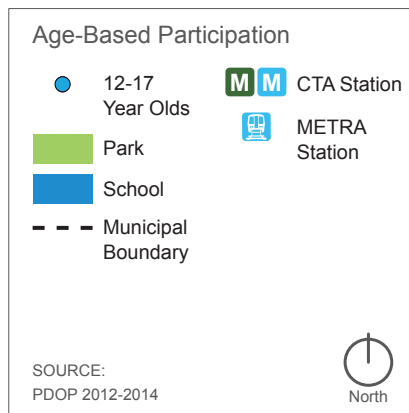 Age-Based Participation
12-17
Year Olds
Park
School
Municipal
Boundary
M M CTA Station
METRA
Station
SOURCE:
PDOP 2012-2014
North